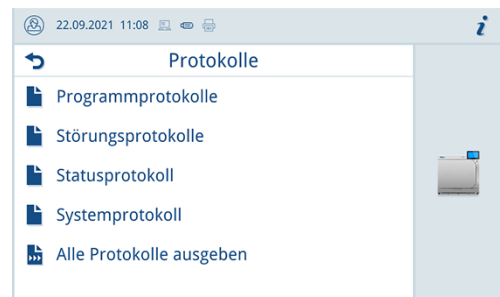 22.09.2021 11:08
i
Protokolle
Programmprotokolle
Störungsprotokolle
Statusprotokoll
Systemprotokoll
Alle Protokolle ausgeben